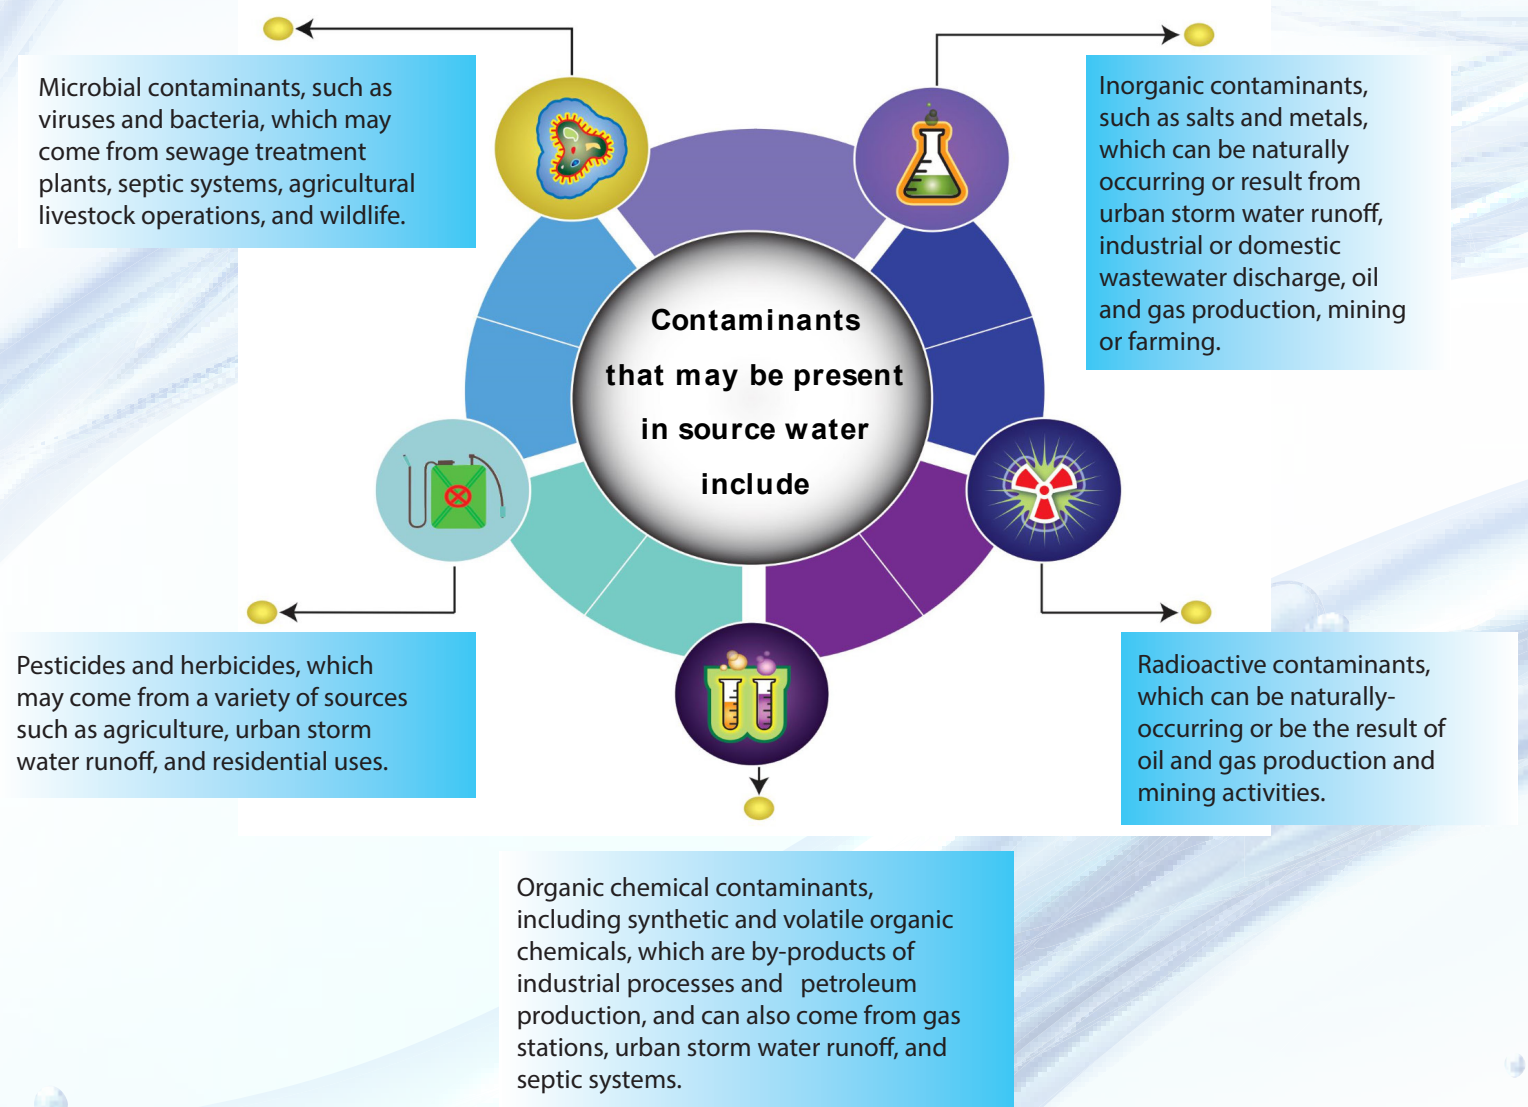 Microbial contaminants, such as
viruses and bacteria, which may
come from sewage treatment
plants, septic systems, agricultural
livestock operations, and wildlife.
Inorganic contaminants,
such as salts and metals,
which can be naturally
occurring or result from
urban storm water runoff,
industrial or domestic
wastewater discharge, oil
and gas production, mining
or farming.
Contaminants
that may be present
in source water
include
Pesticides and herbicides, which
may come from a variety of sources
such as agriculture, urban storm
water runoff, and residential uses.
Radioactive contaminants,
which can be naturally-
occurring or be the result of
oil and gas production and
mining activities.
Organic chemical contaminants,
including synthetic and volatile organic
chemicals, which are by-products of
industrial processes and petroleum
production, and can also come from gas
stations, urban storm water runoff, and
septic systems.